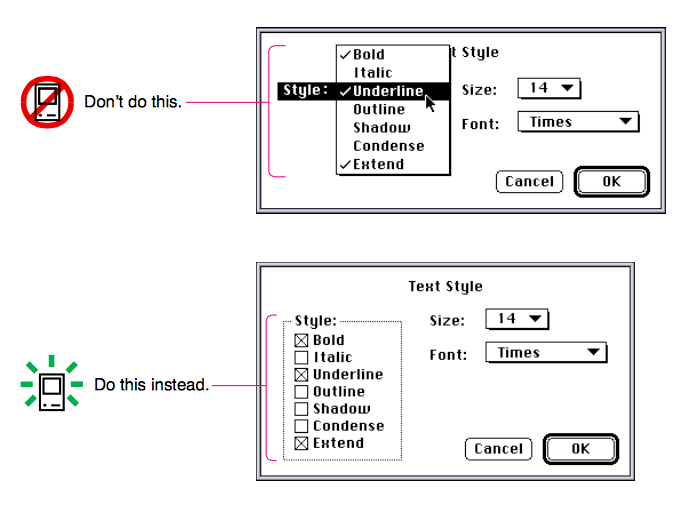 ✓Bold
t Style
Italic
Style: ✓Underline
Size: 14
Outline
Shadow
Font: Times
Condense
✓Extend
Cancel
OK
Don't do this.
Text Style
Style:
Size: 14
Bold
Italic
Font: Times
Underline
Outline
Shadow
Condense
Extend
Cancel
OK
Do this instead.